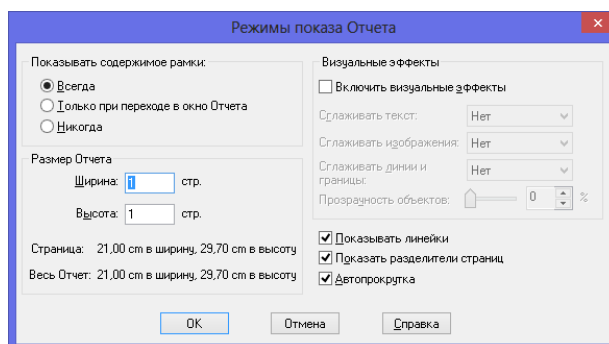 Режимы показа Отчета
Показывать содержимое рамки:
Всегда
Только при переходе в окно Отчета
Никогда
Размер Отчета
Ширина: 1 стр.
Высота: 1 стр.
Страница: 21,00 cm в ширину, 29,70 cm в высоту
Весь Отчет: 21,00 cm в ширину, 29,70 cm в высоту
Визуальные эффекты
Включить визуальные эффекты
Сглаживать текст: Нет
Сглаживать изображения: Нет
Сглаживать линии и границы: Нет
Прозрачность объектов: 0 %
Показывать линейки
Показать разделители страниц
Автопрокрутка
OK Отмена Справка